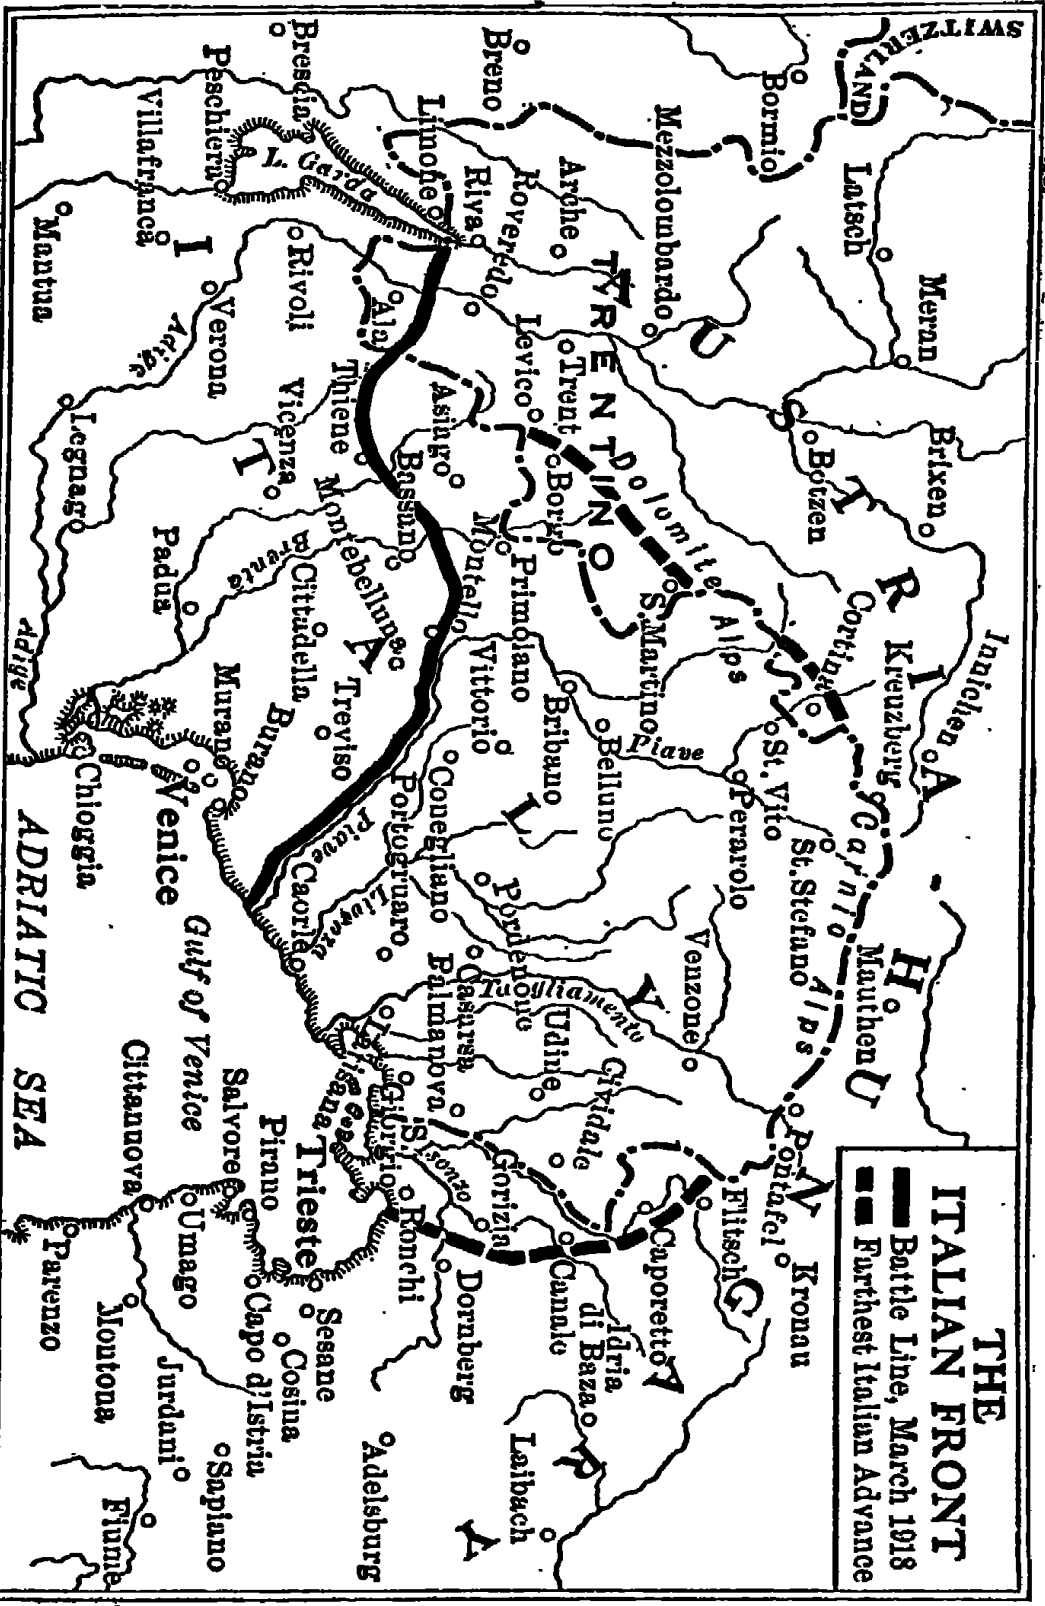 THE
ITALIAN FRONT
Battle Line, March 1918
Furthest Italian Advance
SWITZERLAND
AUSTRIA HUNGARY
ITALY
TRENTINO
Dolomite Alps
Carnic Alps
ADRIATIC SEA
Gulf of Venice
L. Garda
Adige
Adige
Brenta
Piave
Piave
Livenza
Tagliamento
Isonzo
Bormio
Latsch
Meran
Brixen
Botzen
Innichen
Kreuzberg
Cortina
Mauthen
Pontafel
Kronau
Flitsch
Caporetto
Idria
di Bazao
Canale
Laibach
Breno
Mezzolombardo
Arche
Riva
Roveredo
Limone
Trent
Levico
Borgo
S. Martino
Primolano
St. Vito
St. Stefano
Perarolo
Belluno
Bribano
Vittorio
Venzone
Brescia
Peschiera
Villafranca
Mantua
Rivoli
Verona
Legnago
Ala
Thiene
Vicenza
Asiago
Bassano
Montello
Montebelluna
Cittadella
Padua
Treviso
Murano
Burano
Venice
Chioggia
Conegliano
Pordenone
Portogruaro
Caorle
Casarsa
Palmanova
Udine
Cividale
Gorizia
S. Giorgio
Latisana
Ronchi
Dornberg
Trieste
Sesane
Cosina
Capo d'Istria
Pirano
Salvore
Umago
Cittanuova
Parenzo
Montona
Jurdani
Sapiano
Adelsburg
Fiume